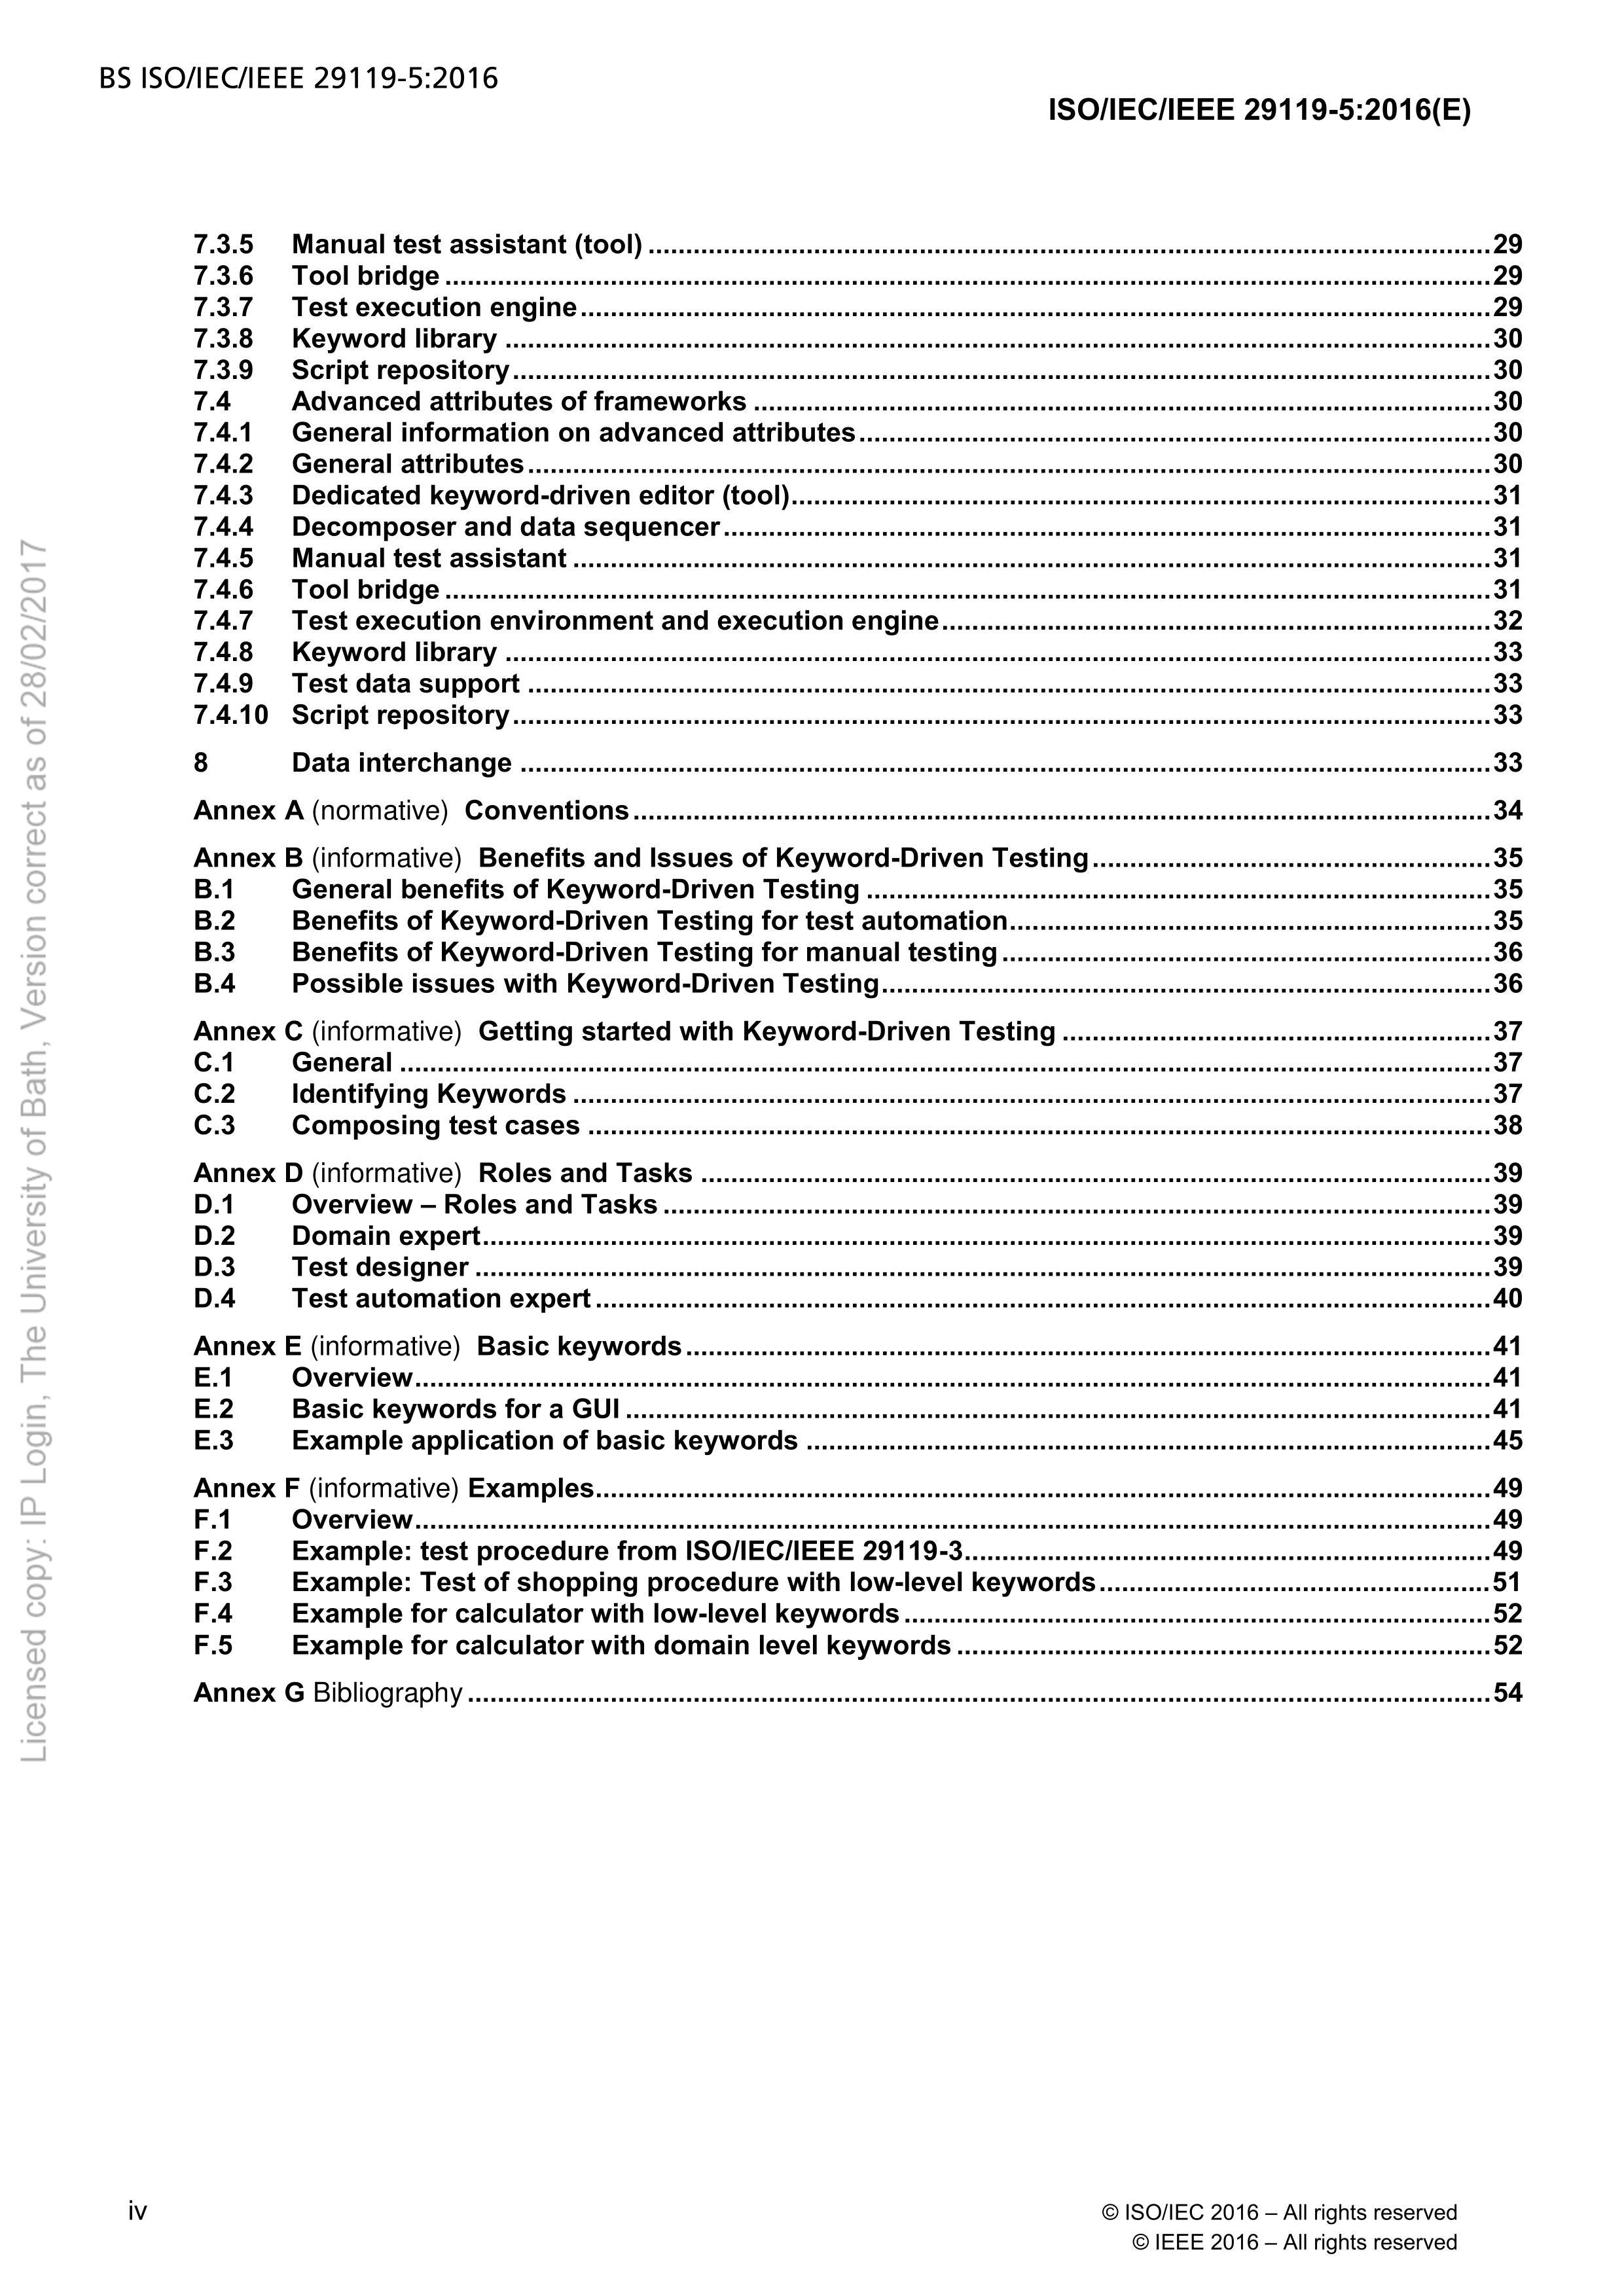 BS ISO/IEC/IEEE 29119-5:2016
ISO/IEC/IEEE 29119-5:2016(E)
7.3.5 Manual test assistant (tool) ........................................ 29
7.3.6 Tool bridge ........................................ 29
7.3.7 Test execution engine ........................................ 29
7.3.8 Keyword library ........................................ 30
7.3.9 Script repository ........................................ 30
7.4 Advanced attributes of frameworks ........................................ 30
7.4.1 General information on advanced attributes ........................................ 30
7.4.2 General attributes ........................................ 30
7.4.3 Dedicated keyword-driven editor (tool) ........................................ 31
7.4.4 Decomposer and data sequencer ........................................ 31
7.4.5 Manual test assistant ........................................ 31
7.4.6 Tool bridge ........................................ 31
7.4.7 Test execution environment and execution engine ........................................ 32
7.4.8 Keyword library ........................................ 33
7.4.9 Test data support ........................................ 33
7.4.10 Script repository ........................................ 33
8 Data interchange ........................................ 33
Annex A (normative) Conventions ........................................ 34
Annex B (informative) Benefits and Issues of Keyword-Driven Testing ........................................ 35
B.1 General benefits of Keyword-Driven Testing ........................................ 35
B.2 Benefits of Keyword-Driven Testing for test automation ........................................ 35
B.3 Benefits of Keyword-Driven Testing for manual testing ........................................ 36
B.4 Possible issues with Keyword-Driven Testing ........................................ 36
Annex C (informative) Getting started with Keyword-Driven Testing ........................................ 37
C.1 General ........................................ 37
C.2 Identifying Keywords ........................................ 37
C.3 Composing test cases ........................................ 38
Annex D (informative) Roles and Tasks ........................................ 39
D.1 Overview – Roles and Tasks ........................................ 39
D.2 Domain expert ........................................ 39
D.3 Test designer ........................................ 39
D.4 Test automation expert ........................................ 40
Annex E (informative) Basic keywords ........................................ 41
E.1 Overview ........................................ 41
E.2 Basic keywords for a GUI ........................................ 41
E.3 Example application of basic keywords ........................................ 45
Annex F (informative) Examples ........................................ 49
F.1 Overview ........................................ 49
F.2 Example: test procedure from ISO/IEC/IEEE 29119-3 ........................................ 49
F.3 Example: Test of shopping procedure with low-level keywords ........................................ 51
F.4 Example for calculator with low-level keywords ........................................ 52
F.5 Example for calculator with domain level keywords ........................................ 52
Annex G Bibliography ........................................ 54
Licensed copy: IP Login, The University of Bath, Version correct as of 28/02/2017
iv
© ISO/IEC 2016 – All rights reserved
© IEEE 2016 – All rights reserved